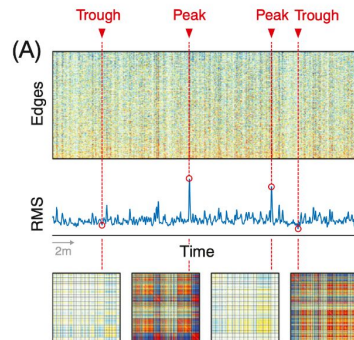 Trough Peak Peak Trough
(A)
Edges
RMS
2m
Time